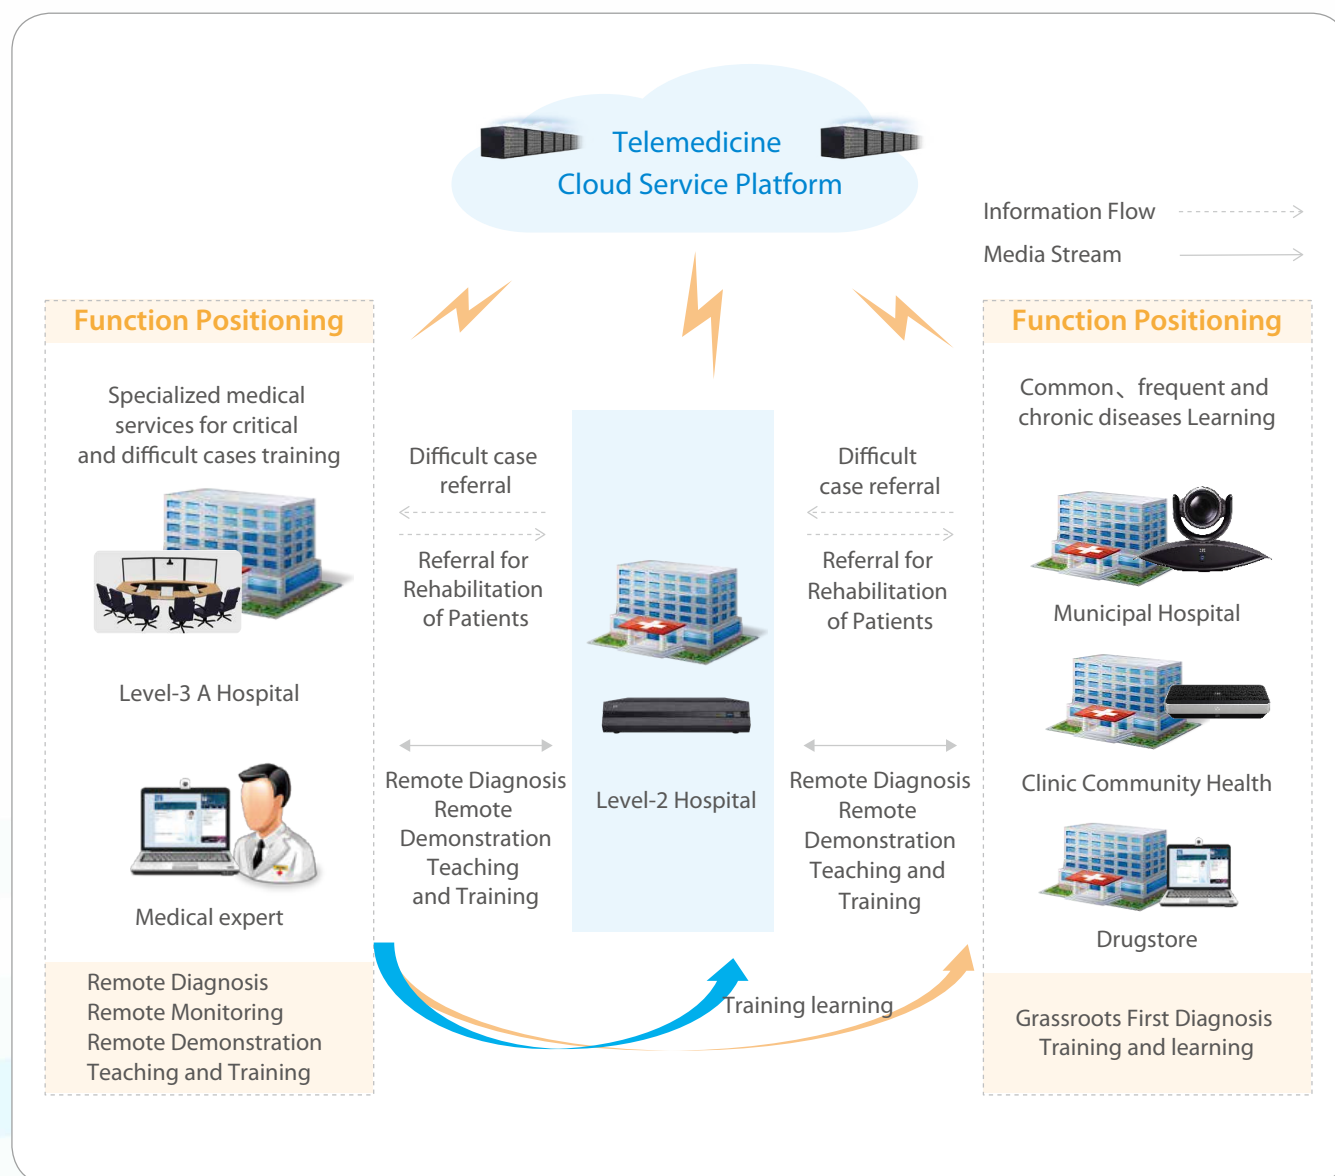 Telemedicine
Cloud Service Platform
Information Flow
Media Stream
Function Positioning
Specialized medical
services for critical
and difficult cases training
Level-3 A Hospital
Medical expert
Remote Diagnosis
Remote Monitoring
Remote Demonstration
Teaching and Training
Difficult case
referral
Referral for
Rehabilitation
of Patients
Remote Diagnosis
Remote
Demonstration
Teaching
and Training
Level-2 Hospital
Difficult
case referral
Referral for
Rehabilitation
of Patients
Remote Diagnosis
Remote
Demonstration
Teaching and
Training
Training learning
Function Positioning
Common、frequent and
chronic diseases Learning
Municipal Hospital
Clinic Community Health
Drugstore
Grassroots First Diagnosis
Training and learning